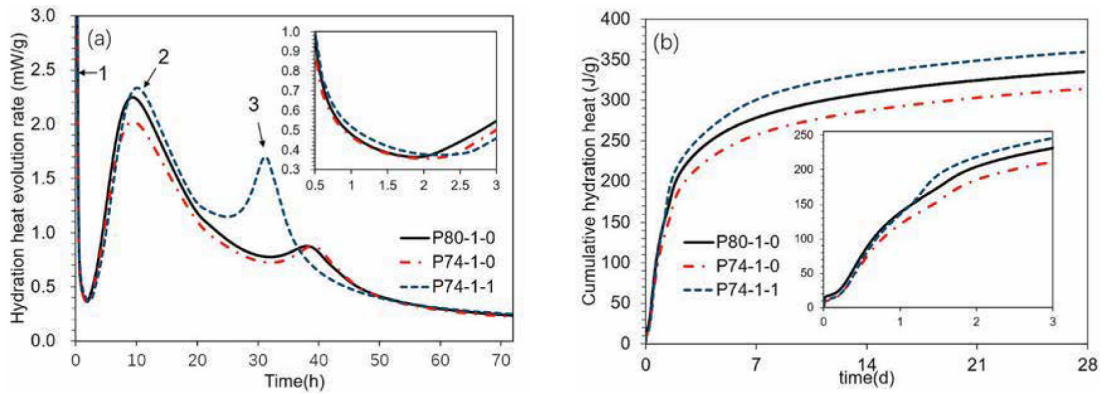 (a)
Hydration heat evolution rate (mW/g)
3.0
2.5
2.0
1.5
1.0
0.5
0.0
1
2
3
1.0
0.9
0.8
0.7
0.6
0.5
0.4
0.3
0.5 1 1.5 2 2.5 3
P80-1-0
P74-1-0
P74-1-1
0 10 20 30 40 50 60 70
Time(h)
(b)
Cumulative hydration heat (J/g)
400
350
300
250
200
150
100
50
0
250
200
150
100
50
0
0 1 2 3
P80-1-0
P74-1-0
P74-1-1
0 7 14 21 28
time(d)